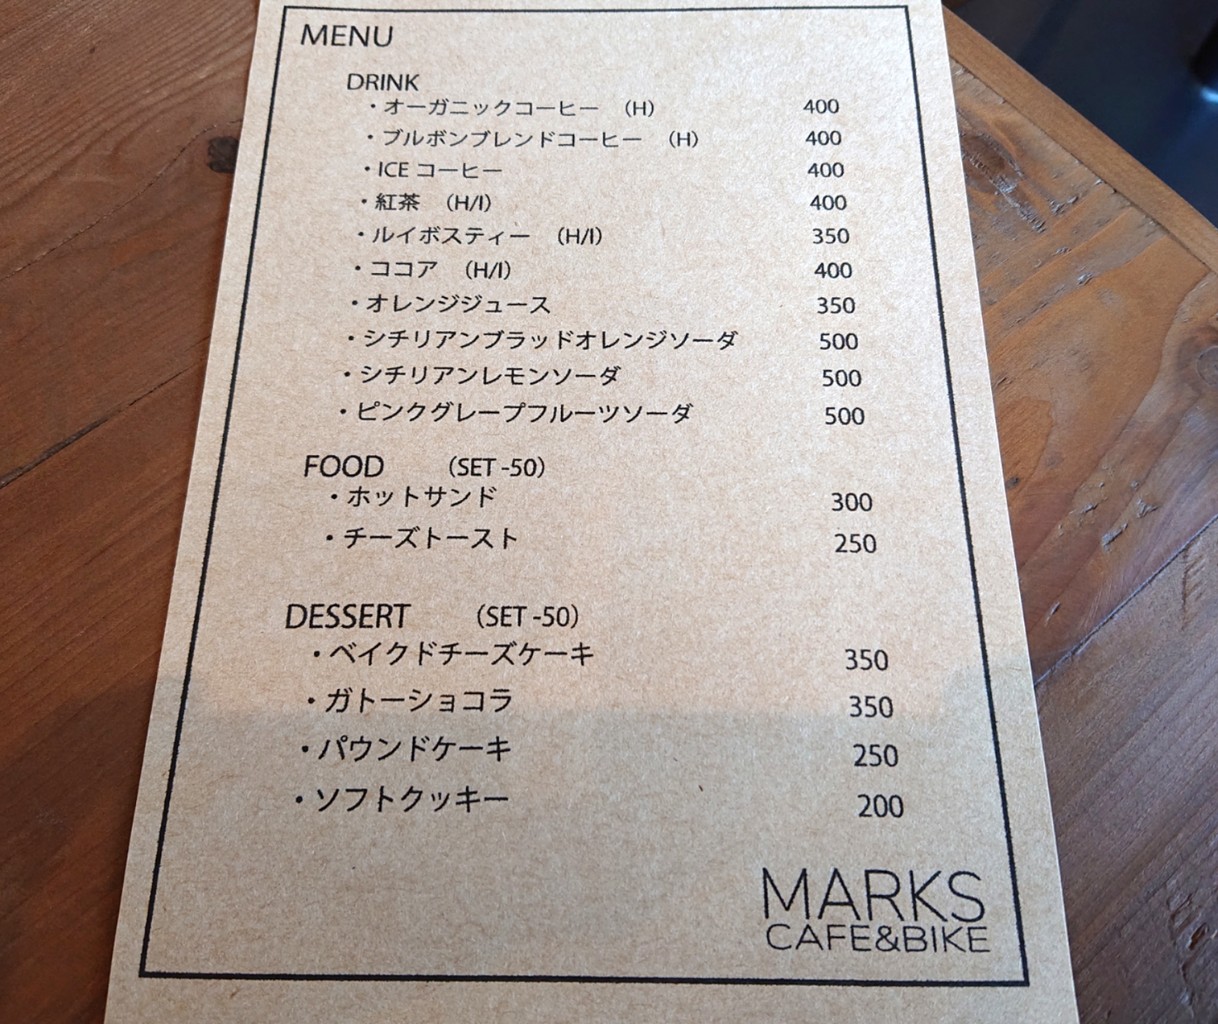 MENU
DRINK
・オーガニックコーヒー （H） 400
・ブルボンブレンドコーヒー （H） 400
・ICE コーヒー 400
・紅茶 （H/I） 400
・ルイボスティー （H/I） 350
・ココア （H/I） 400
・オレンジジュース 350
・シチリアンブラッドオレンジソーダ 500
・シチリアンレモンソーダ 500
・ピンクグレープフルーツソーダ 500
FOOD （SET -50）
・ホットサンド 300
・チーズトースト 250
DESSERT （SET -50）
・ベイクドチーズケーキ 350
・ガトーショコラ 350
・パウンドケーキ 250
・ソフトクッキー 200
MARKS
CAFE&BIKE